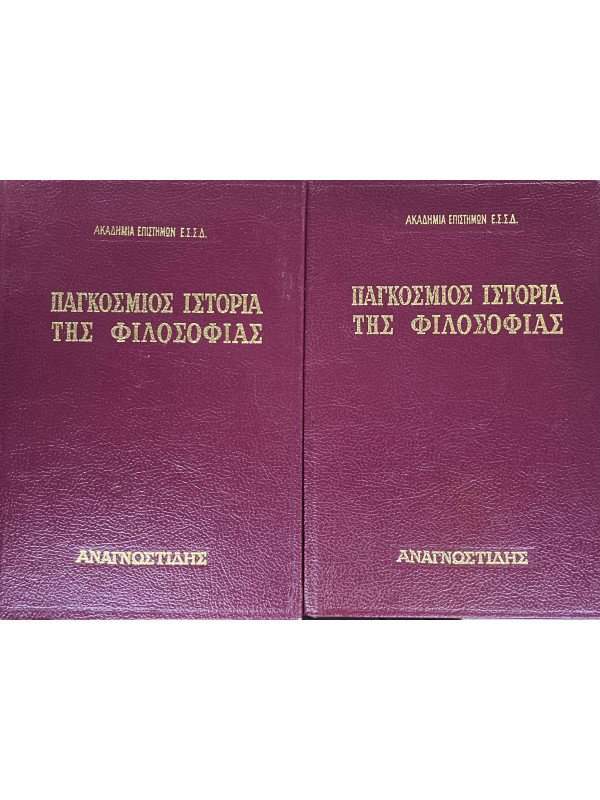 ΑΚΑΔΗΜΙΑ ΕΠΙΣΤΗΜΩΝ Ε.Σ.Σ.Δ.
ΠΑΓΚΟΣΜΙΟΣ ΙΣΤΟΡΙΑ
ΤΗΣ ΦΙΛΟΣΟΦΙΑΣ
ΑΝΑΓΝΩΣΤΙΔΗΣ
ΑΚΑΔΗΜΙΑ ΕΠΙΣΤΗΜΩΝ Ε.Σ.Σ.Δ.
ΠΑΓΚΟΣΜΙΟΣ ΙΣΤΟΡΙΑ
ΤΗΣ ΦΙΛΟΣΟΦΙΑΣ
ΑΝΑΓΝΩΣΤΙΔΗΣ